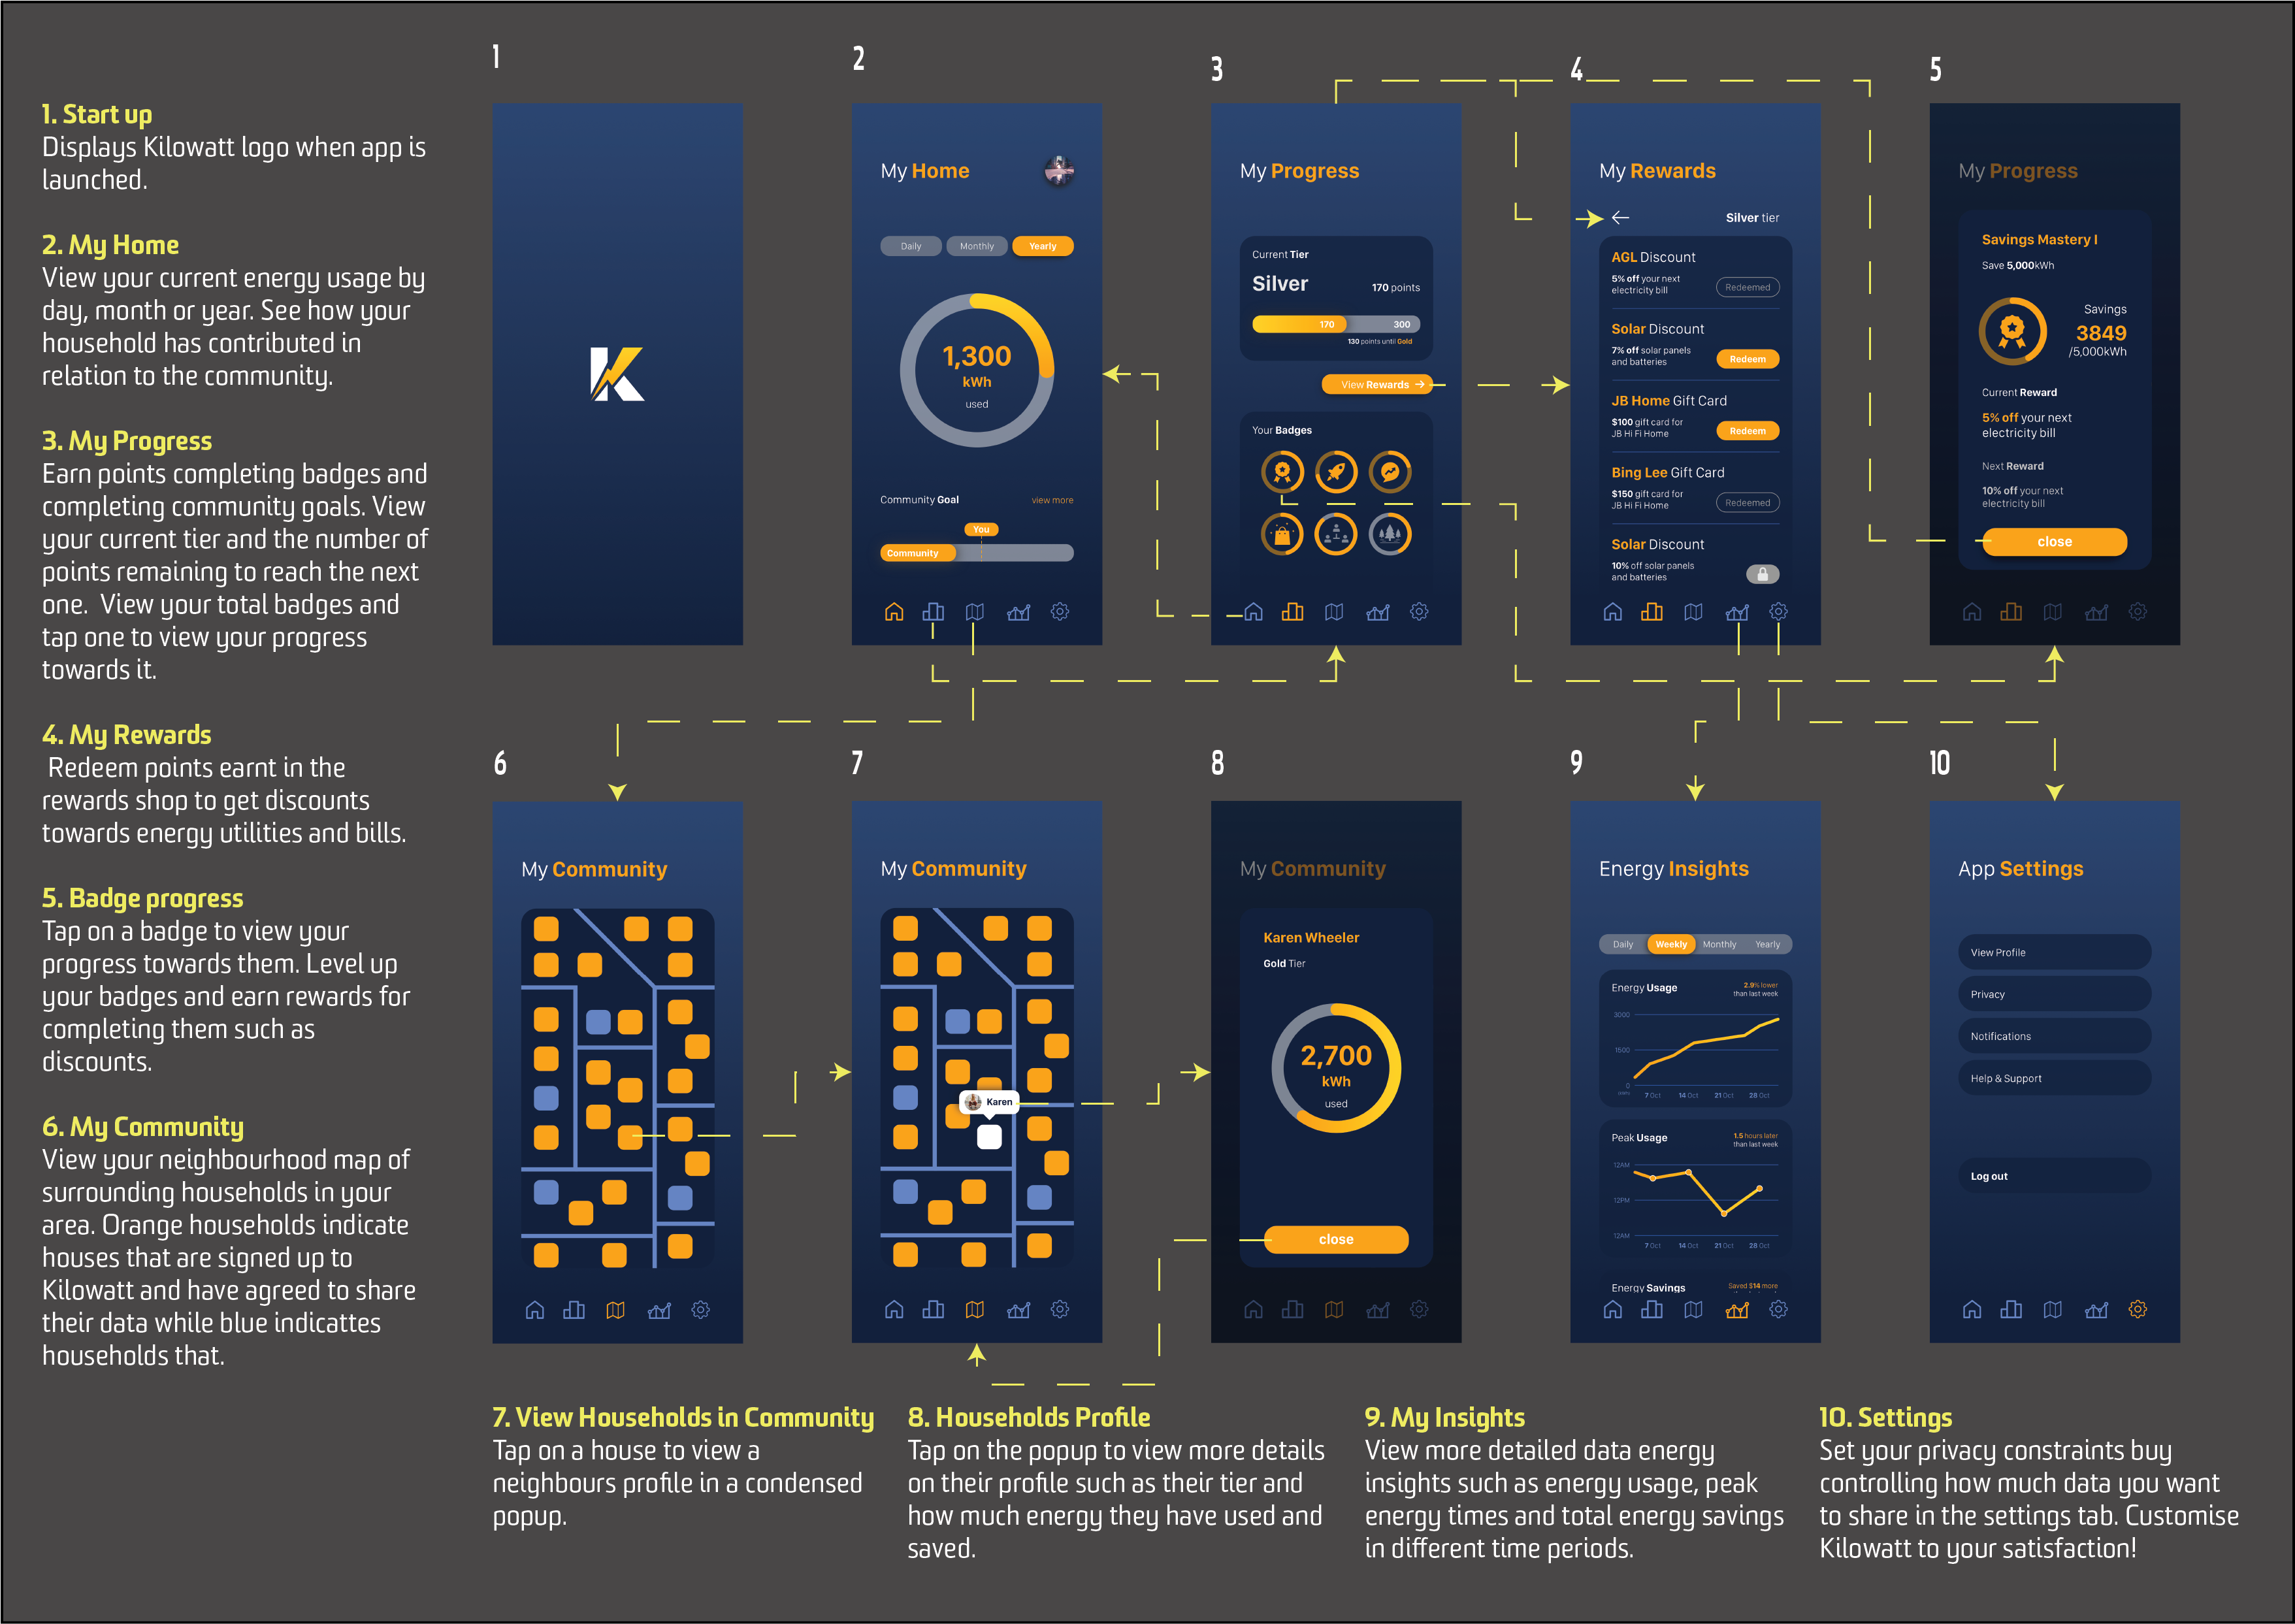 1. Start up
Displays Kilowatt logo when app is
launched.
2. My Home
View your current energy usage by
day, month or year. See how your
household has contributed in
relation to the community.
3. My Progress
Earn points completing badges and
completing community goals. View
your current tier and the number of
points remaining to reach the next
one. View your total badges and
tap one to view your progress
towards it.
4. My Rewards
Redeem points earnt in the
rewards shop to get discounts
towards energy utilities and bills.
5. Badge progress
Tap on a badge to view your
progress towards them. Level up
your badges and earn rewards for
completing them such as
discounts.
6. My Community
View your neighbourhood map of
surrounding households in your
area. Orange households indicate
houses that are signed up to
Kilowatt and have agreed to share
their data while blue indicattes
households that.
1
K
2
My Home
Daily Monthly Yearly
1,300
kWh
used
Community Goal view more
You
Community
3
My Progress
Current Tier
Silver 170 points
170 300
130 points until Gold
View Rewards →
Your Badges
4
My Rewards
← Silver tier
AGL Discount
5% off your next
electricity bill
Redeemed
Solar Discount
7% off solar panels
and batteries
Redeem
JB Home Gift Card
$100 gift card for
JB Hi Fi Home
Redeem
Bing Lee Gift Card
$150 gift card for
JB Hi Fi Home
Redeemed
Solar Discount
10% off solar panels
and batteries
5
My Progress
Savings Mastery I
Save 5,000kWh
Savings
3849
/5,000kWh
Current Reward
5% off your next
electricity bill
Next Reward
10% off your next
electricity bill
close
6
My Community
7
My Community
Karen
8
My Community
Karen Wheeler
Gold Tier
2,700
kWh
used
close
9
Energy Insights
Daily Weekly Monthly Yearly
Energy Usage
2.9% lower
than last week
3000
1500
0
7 Oct 14 Oct 21 Oct 28 Oct
Peak Usage
1.5 hours later
than last week
12AM
12PM
12AM
7 Oct 14 Oct 21 Oct 28 Oct
Energy Savings Saved $14 more
10
App Settings
View Profile
Privacy
Notifications
Help & Support
Log out
7. View Households in Community
Tap on a house to view a
neighbours profile in a condensed
popup.
8. Households Profile
Tap on the popup to view more details
on their profile such as their tier and
how much energy they have used and
saved.
9. My Insights
View more detailed data energy
insights such as energy usage, peak
energy times and total energy savings
in different time periods.
10. Settings
Set your privacy constraints buy
controlling how much data you want
to share in the settings tab. Customise
Kilowatt to your satisfaction!